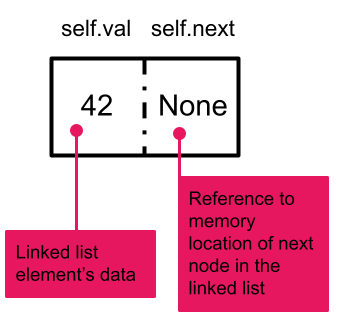 self.val self.next
42 None
Linked list
element's data
Reference to
memory
location of next
node in the
linked list